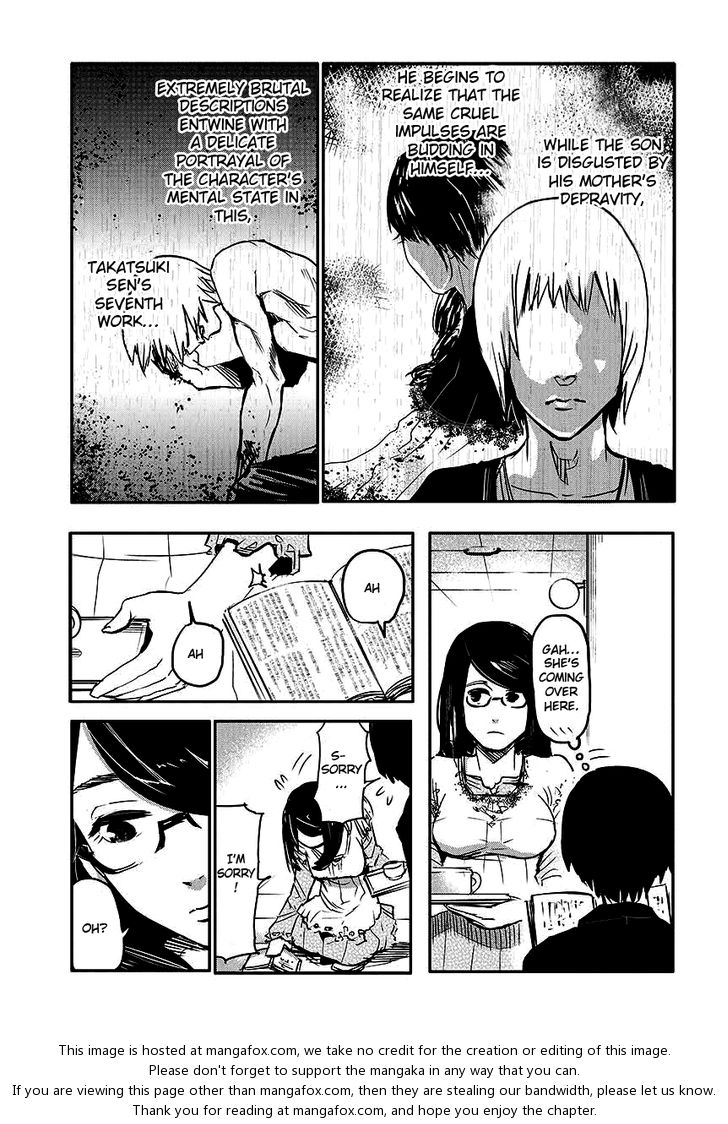 WHILE THE SON
IS DISGUSTED BY
HIS MOTHER'S
DEPRAVITY,
HE BEGINS TO
REALIZE THAT THE
SAME CRUEL
IMPULSES ARE
BUDDING IN
HIMSELF...
EXTREMELY BRUTAL
DESCRIPTIONS
ENTWINE WITH
A DELICATE
PORTRAYAL OF
THE CHARACTER'S
MENTAL STATE IN
THIS,
TAKATSUKI
SEN'S
SEVENTH
WORK...
GAH...
SHE'S
COMING
OVER
HERE.
AH
AH
S-
SORRY
...
I'M
SORRY
!
OH?
This image is hosted at mangafox.com, we take no credit for the creation or editing of this image.
Please don't forget to support the mangaka in any way that you can.
If you are viewing this page other than mangafox.com, then they are stealing our bandwidth, please let us know.
Thank you for reading at mangafox.com, and hope you enjoy the chapter.